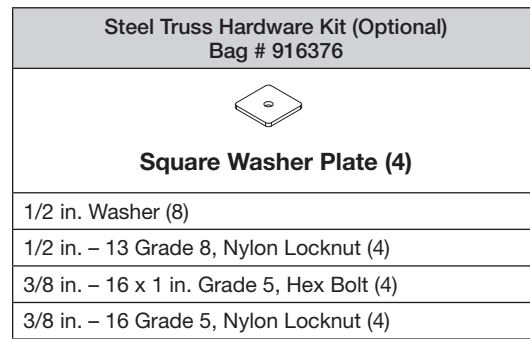 Steel Truss Hardware Kit (Optional)
Bag # 916376
Square Washer Plate (4)
1/2 in. Washer (8)
1/2 in. – 13 Grade 8, Nylon Locknut (4)
3/8 in. – 16 x 1 in. Grade 5, Hex Bolt (4)
3/8 in. – 16 Grade 5, Nylon Locknut (4)